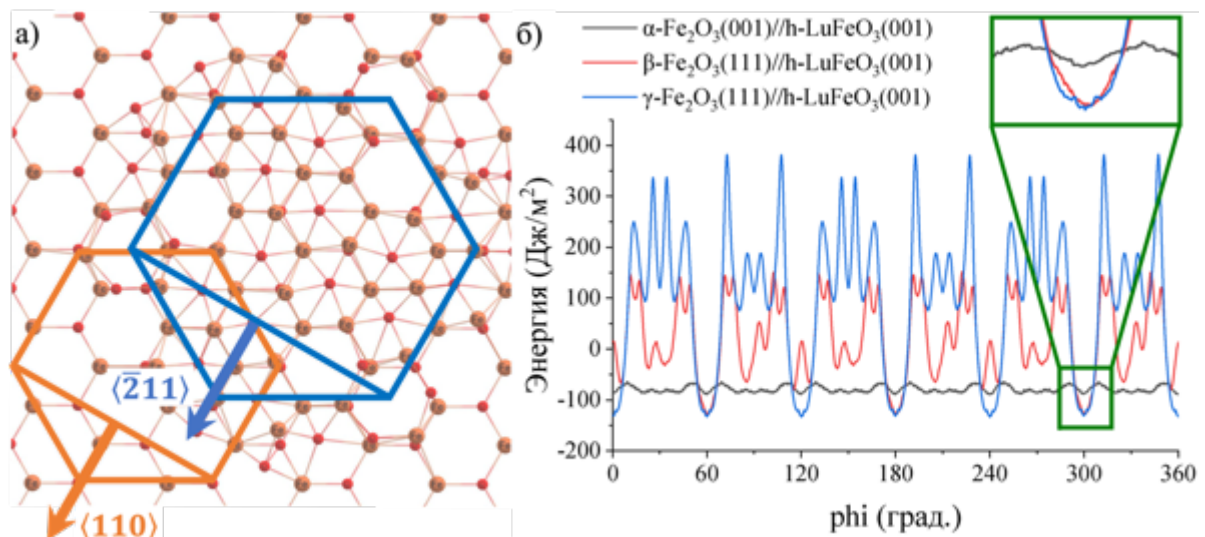 а)
⟨2̅11⟩
⟨110⟩
б)
α-Fe₂O₃(001)//h-LuFeO₃(001)
β-Fe₂O₃(111)//h-LuFeO₃(001)
γ-Fe₂O₃(111)//h-LuFeO₃(001)
Энергия (Дж/м²)
400
300
200
100
0
-100
-200
0
60
120
180
240
300
360
phi (град.)